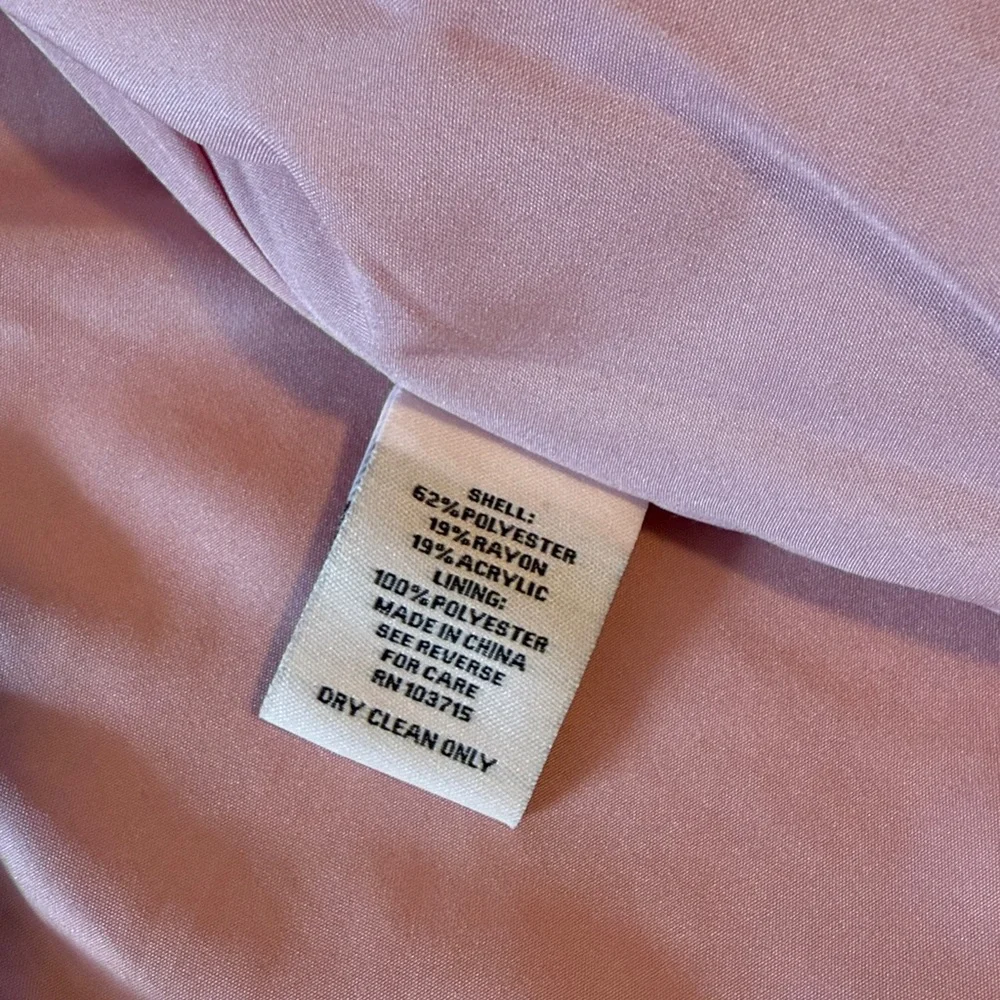 SHELL:
62%POLYESTER
19%RAYON
19%ACRYLIC
LINING:
100%POLYESTER
MADE IN CHINA
SEE REVERSE
FOR CARE
RN 103715
DRY CLEAN ONLY